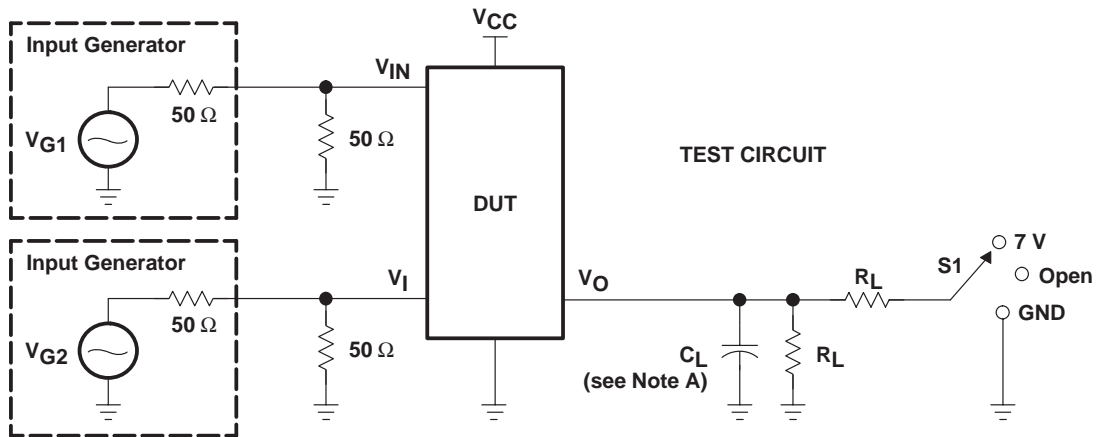 VCC
Input Generator
VIN
50 Ω
VG1
50 Ω
TEST CIRCUIT
DUT
Input Generator
VI
VO
50 Ω
VG2
50 Ω
RL
S1
7 V
Open
GND
CL
(see Note A)
RL